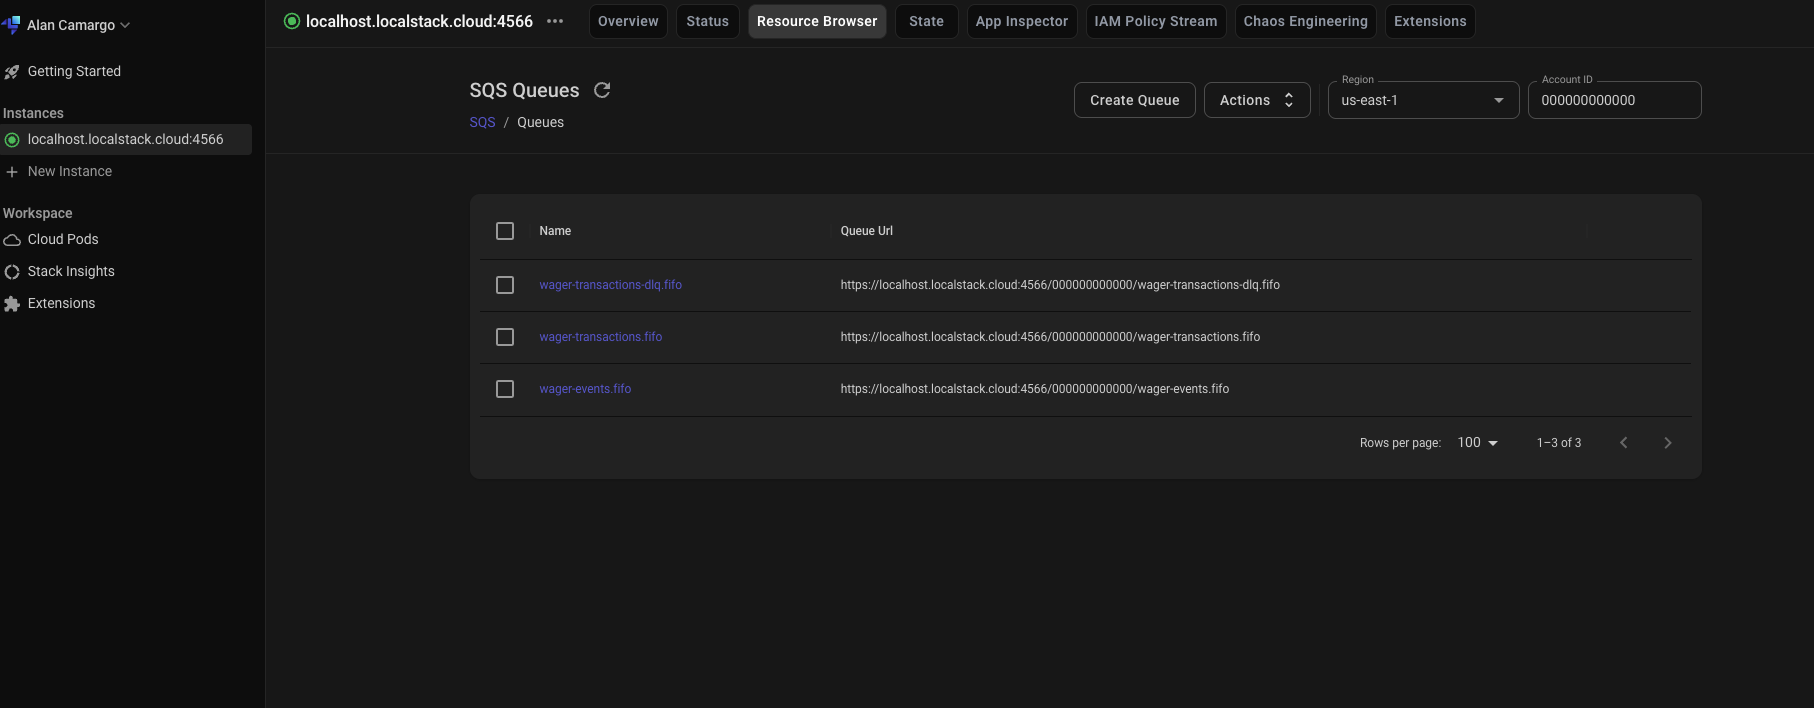 Alan Camargo
Getting Started
Instances
localhost.localstack.cloud:4566
New Instance
Workspace
Cloud Pods
Stack Insights
Extensions
localhost.localstack.cloud:4566 ••• Overview Status Resource Browser State App Inspector IAM Policy Stream Chaos Engineering Extensions
SQS Queues
SQS / Queues
Create Queue Actions
Region
us-east-1
Account ID
000000000000
Name Queue Url
wager-transactions-dlq.fifo https://localhost.localstack.cloud:4566/000000000000/wager-transactions-dlq.fifo
wager-transactions.fifo https://localhost.localstack.cloud:4566/000000000000/wager-transactions.fifo
wager-events.fifo https://localhost.localstack.cloud:4566/000000000000/wager-events.fifo
Rows per page: 100 1–3 of 3